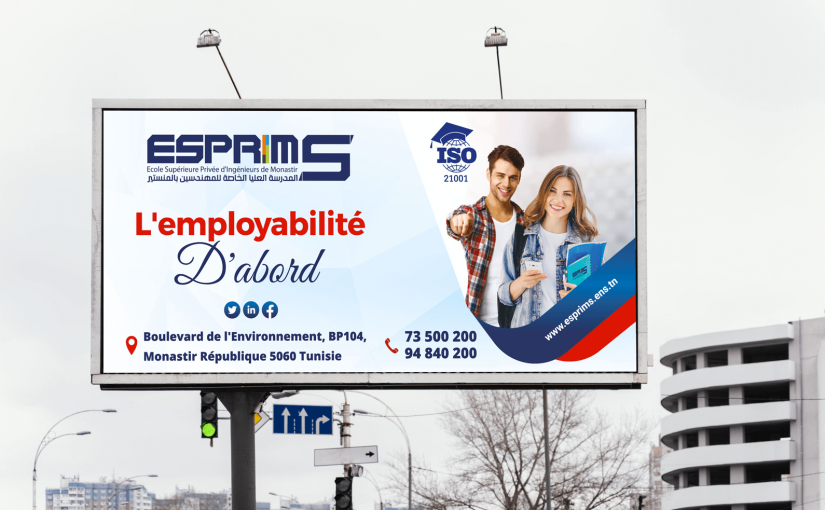 ESPRIMS
Ecole Supérieure Privée d'Ingénieurs de Monastir
المدرسة العليا الخاصة للمهندسين بالمنستير
L'employabilité
D'abord
Boulevard de l'Environnement, BP104,
Monastir République 5060 Tunisie
73 500 200
94 840 200
ISO
21001
ESPRIMS
www.esprims.ens.tn